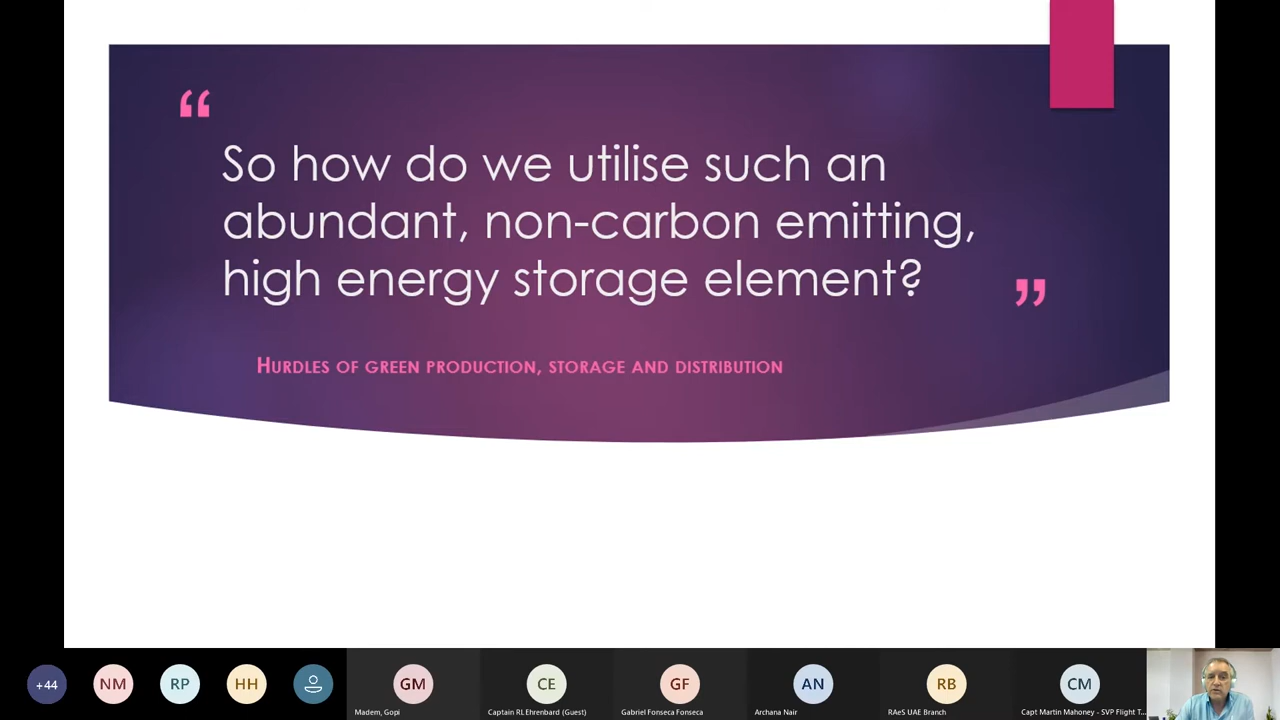 “
So how do we utilise such an
abundant, non-carbon emitting,
high energy storage element?
”
HURDLES OF GREEN PRODUCTION, STORAGE AND DISTRIBUTION
+44
NM
RP
HH
GM
CE
GF
AN
RB
CM
Madem, Gopi
Captain RL Ehrenbard (Guest)
Gabriel Fonseca Fonseca
Archana Nair
RAeS UAE Branch
Capt Martin Mahoney - SVP Flight T...